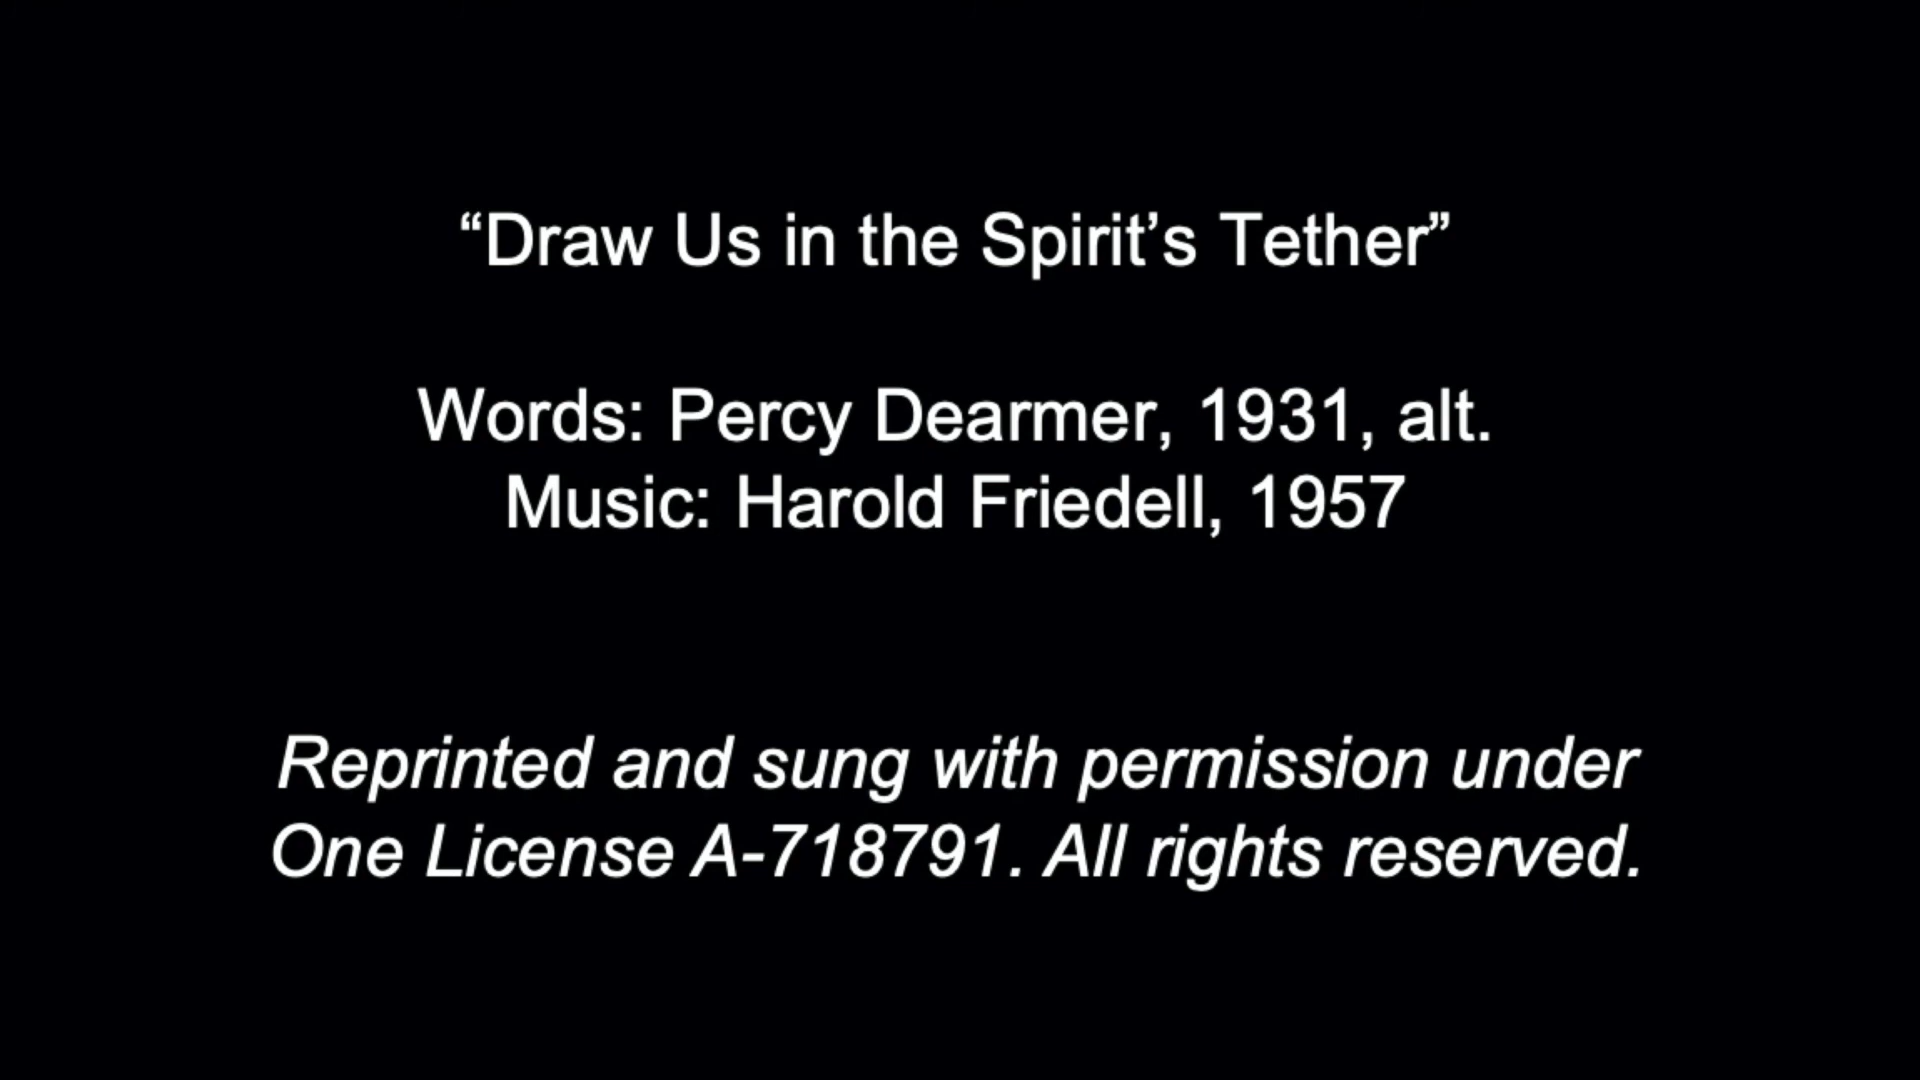 “Draw Us in the Spirit’s Tether”
Words: Percy Dearmer, 1931, alt.
Music: Harold Friedell, 1957
Reprinted and sung with permission under
One License A-718791. All rights reserved.